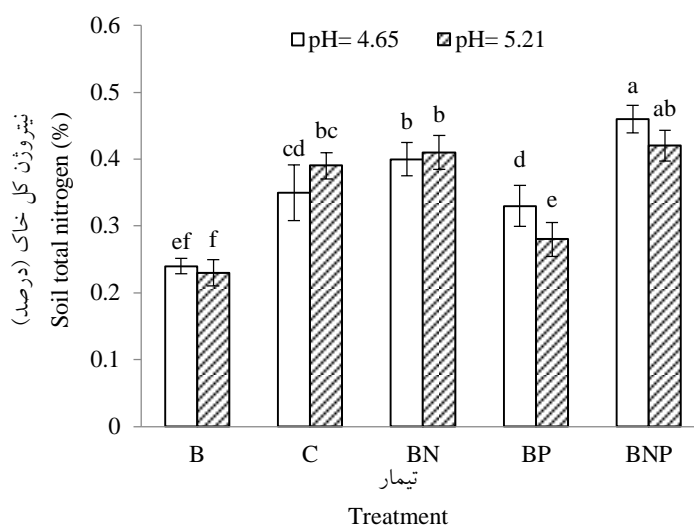 pH= 4.65 pH= 5.21
نیتروژن کل خاک (درصد)
Soil total nitrogen (%)
0.6
0.5
0.4
0.3
0.2
0.1
0
ef f cd bc b b d e a ab
B C BN BP BNP
تیمار
Treatment